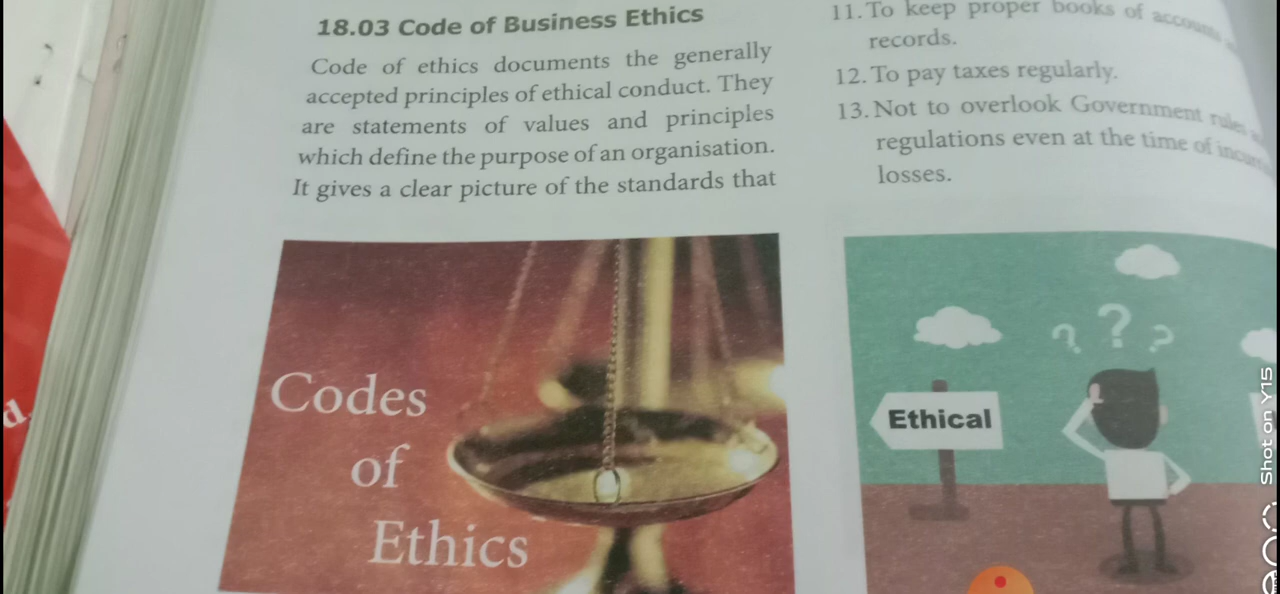 18.03 Code of Business Ethics
Code of ethics documents the generally
accepted principles of ethical conduct. They
are statements of values and principles
which define the purpose of an organisation.
It gives a clear picture of the standards that
Codes
of
Ethics
11. To keep proper books of accounts
records.
12. To pay taxes regularly.
13. Not to overlook Government rules
regulations even at the time of
losses.
? ? ?
Ethical
d.
Shot on Y15